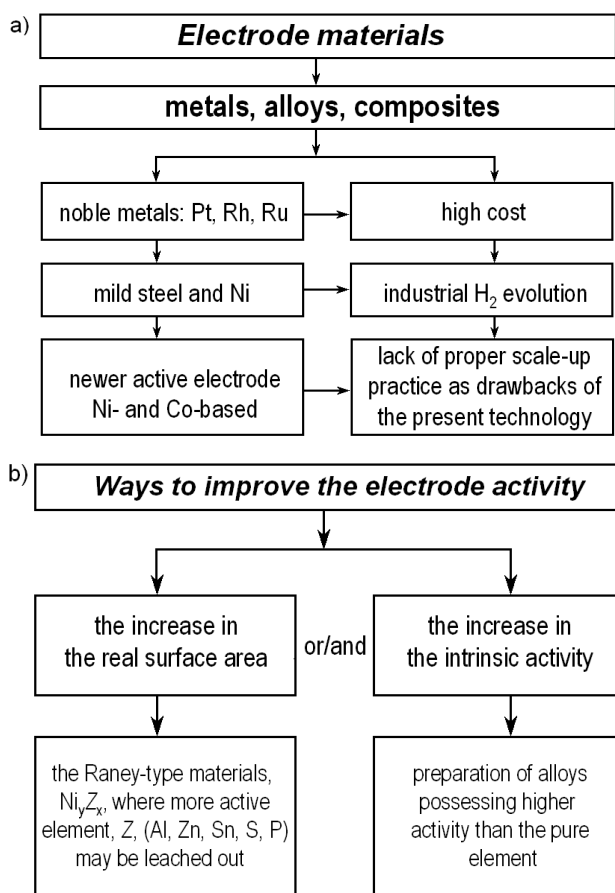 a)
Electrode materials
metals, alloys, composites
noble metals: Pt, Rh, Ru
high cost
mild steel and Ni
industrial H₂ evolution
newer active electrode
Ni- and Co-based
lack of proper scale-up
practice as drawbacks of
the present technology
b)
Ways to improve the electrode activity
the increase in
the real surface area
or/and
the increase in
the intrinsic activity
the Raney-type materials,
NiyZx, where more active
element, Z, (Al, Zn, Sn, S, P)
may be leached out
preparation of alloys
possessing higher
activity than the pure
element